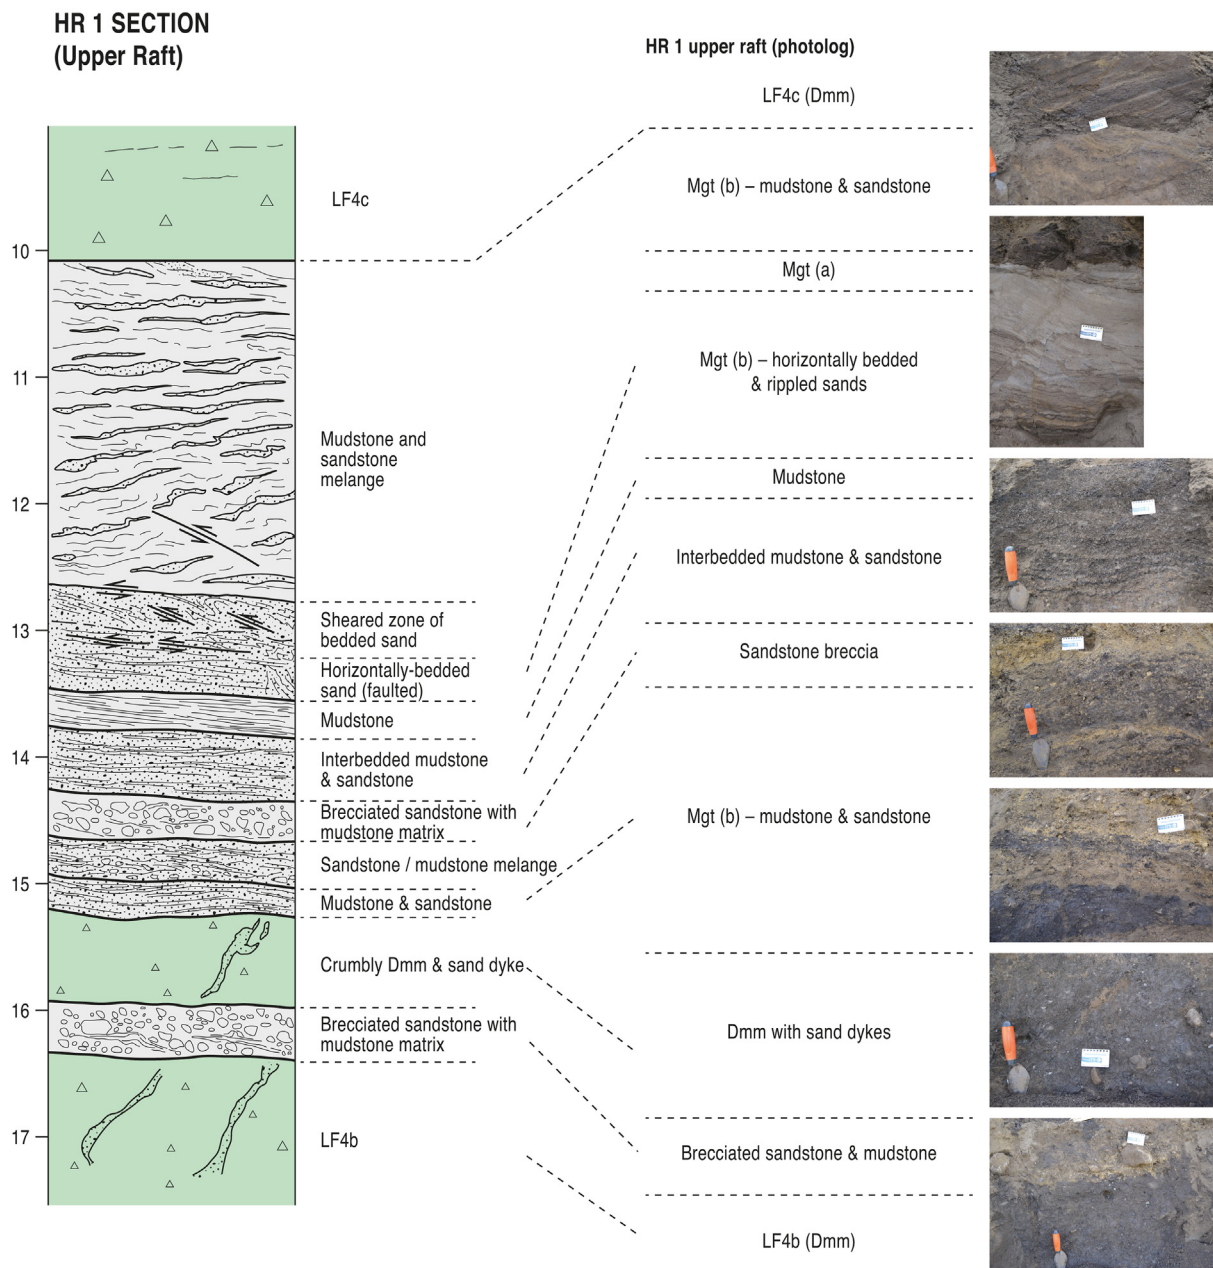 HR 1 SECTION
(Upper Raft)
LF4c
10
11
Mudstone and
sandstone
melange
12
13
Sheared zone of
bedded sand
Horizontally-bedded
sand (faulted)
Mudstone
14
Interbedded mudstone
& sandstone
Brecciated sandstone with
mudstone matrix
Sandstone / mudstone melange
15
Mudstone & sandstone
Crumbly Dmm & sand dyke
16
Brecciated sandstone with
mudstone matrix
17
LF4b
HR 1 upper raft (photolog)
LF4c (Dmm)
Mgt (b) – mudstone & sandstone
Mgt (a)
Mgt (b) – horizontally bedded
& rippled sands
Mudstone
Interbedded mudstone & sandstone
Sandstone breccia
Mgt (b) – mudstone & sandstone
Dmm with sand dykes
Brecciated sandstone & mudstone
LF4b (Dmm)